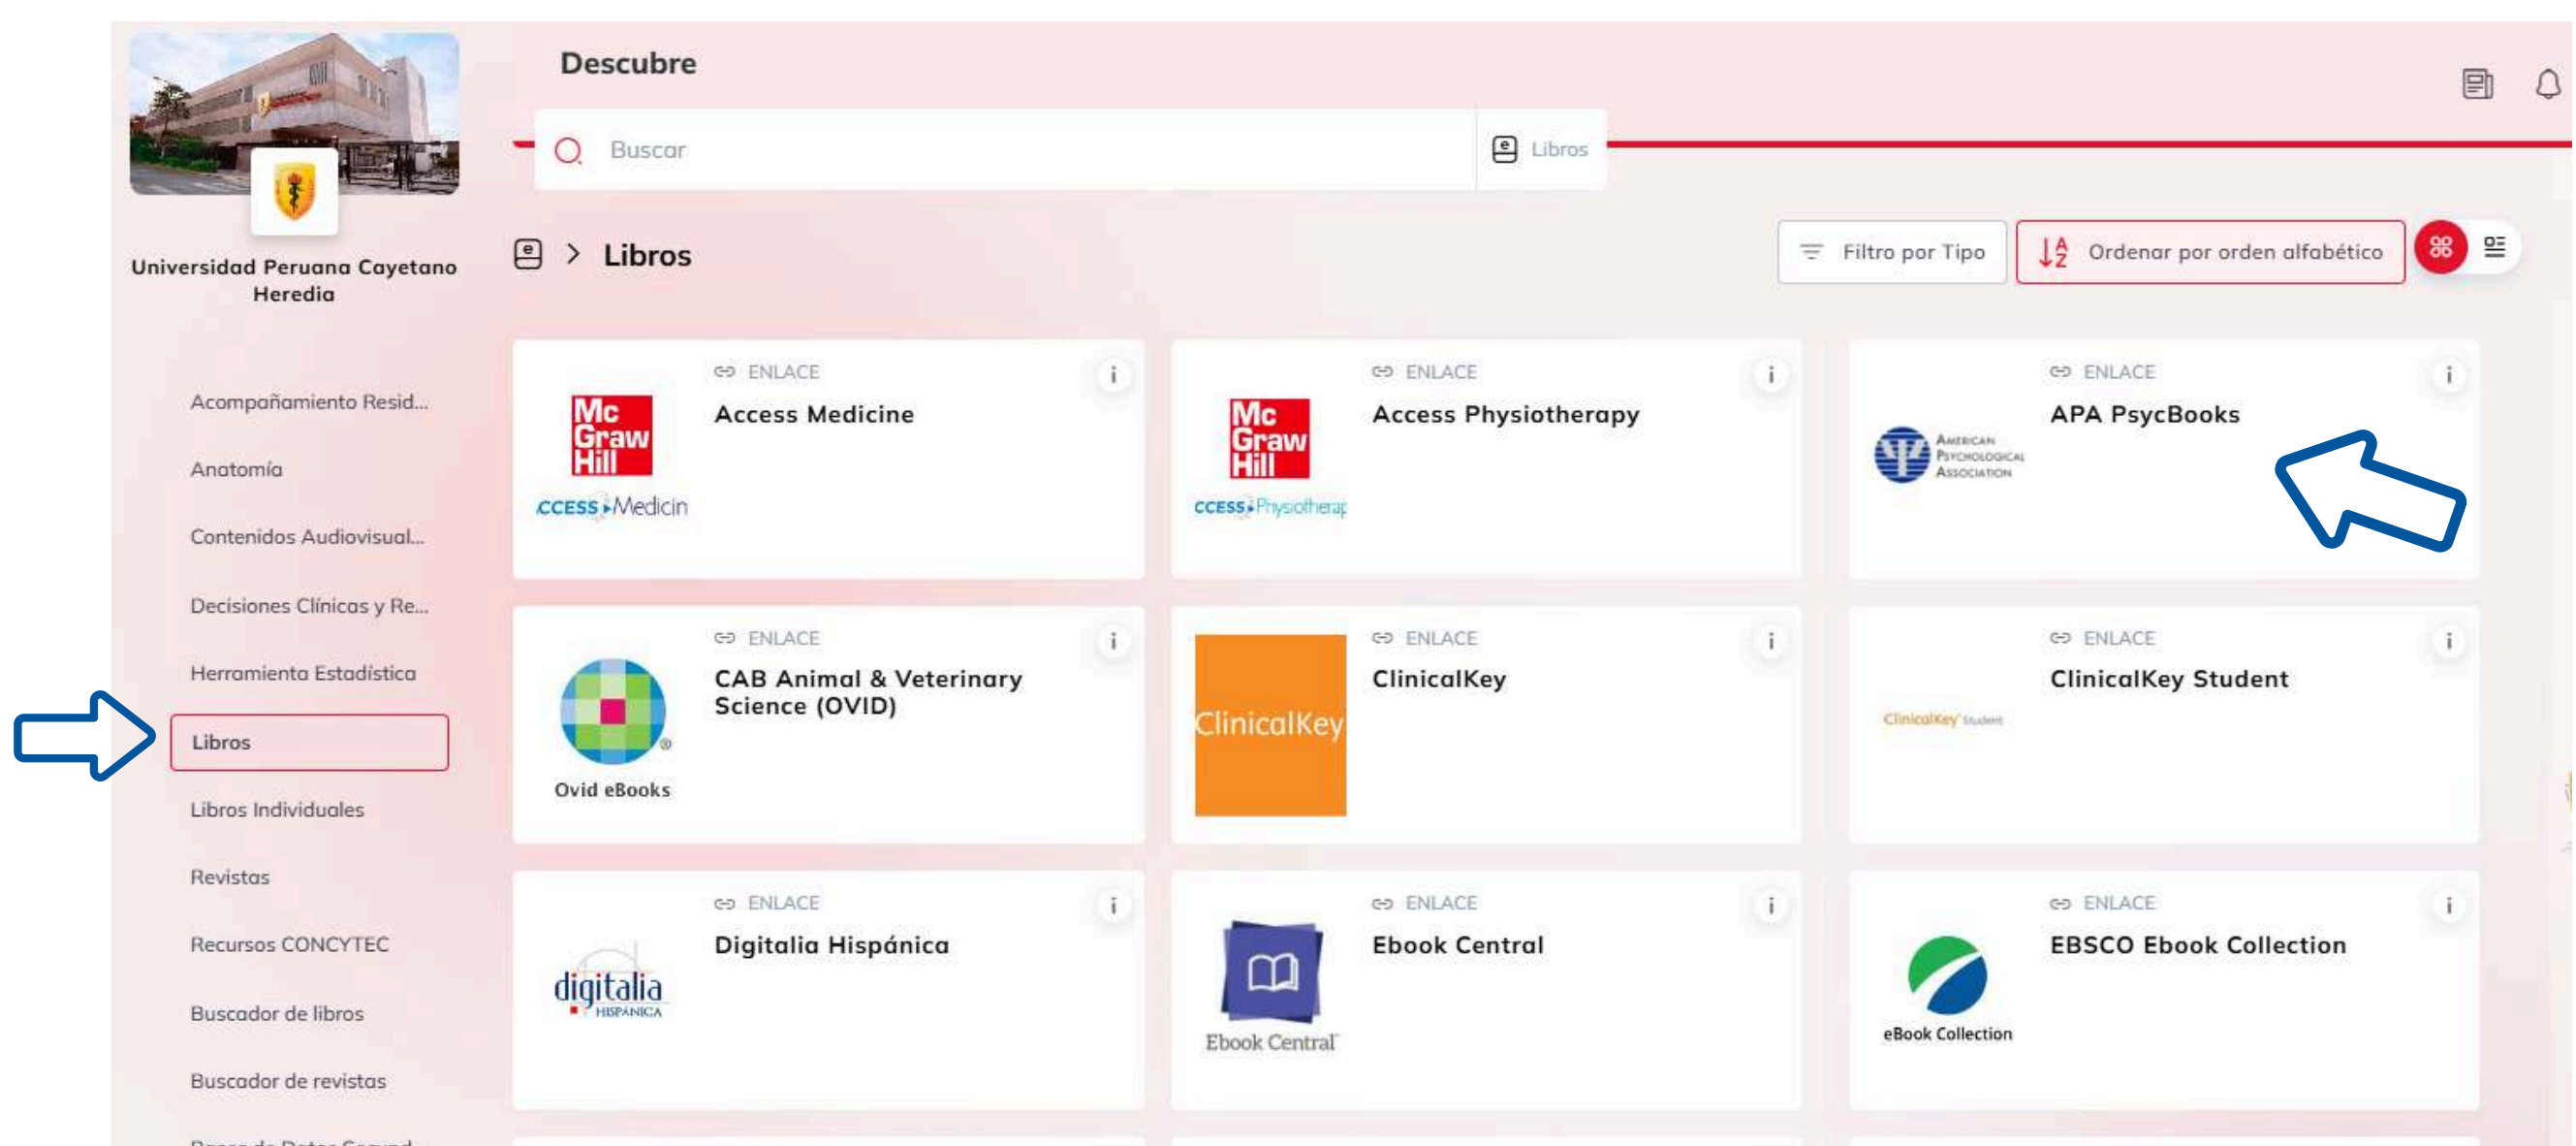 Descubre
Buscar
Libros
Universidad Peruana Cayetano
Heredia
Libros
Filtro por Tipo
Ordenar por orden alfabético
Acompañamiento Resid...
Anatomía
Contenidos Audiovisual...
Decisiones Clínicas y Re...
Herramienta Estadística
Libros
Libros Individuales
Revistas
Recursos CONCYTEC
Buscador de libros
Buscador de revistas
ENLACE
Access Medicine
Mc
Graw
Hill
CCESS Medicin
ENLACE
Access Physiotherapy
Mc
Graw
Hill
CCESS Physiotherap
ENLACE
APA PsycBooks
AMERICAN
PSYCHOLOGICAL
ASSOCIATION
ENLACE
CAB Animal & Veterinary
Science (OVID)
Ovid eBooks
ENLACE
ClinicalKey
ClinicalKey
ENLACE
ClinicalKey Student
ClinicalKey Student
ENLACE
Digitalia Hispánica
digitalia
HISPÁNICA
ENLACE
Ebook Central
Ebook Central
ENLACE
EBSCO Ebook Collection
eBook Collection